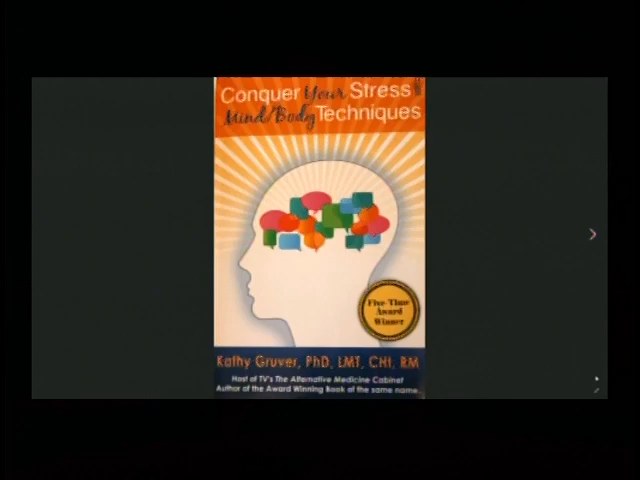 Conquer Your Stress
Mind/Body Techniques
Five-Time
Award
Winner
Kathy Gruver, PhD, LMT, CHt, RM
Host of TV's The Alternative Medicine Cabinet
Author of the Award Winning Book of the same name.